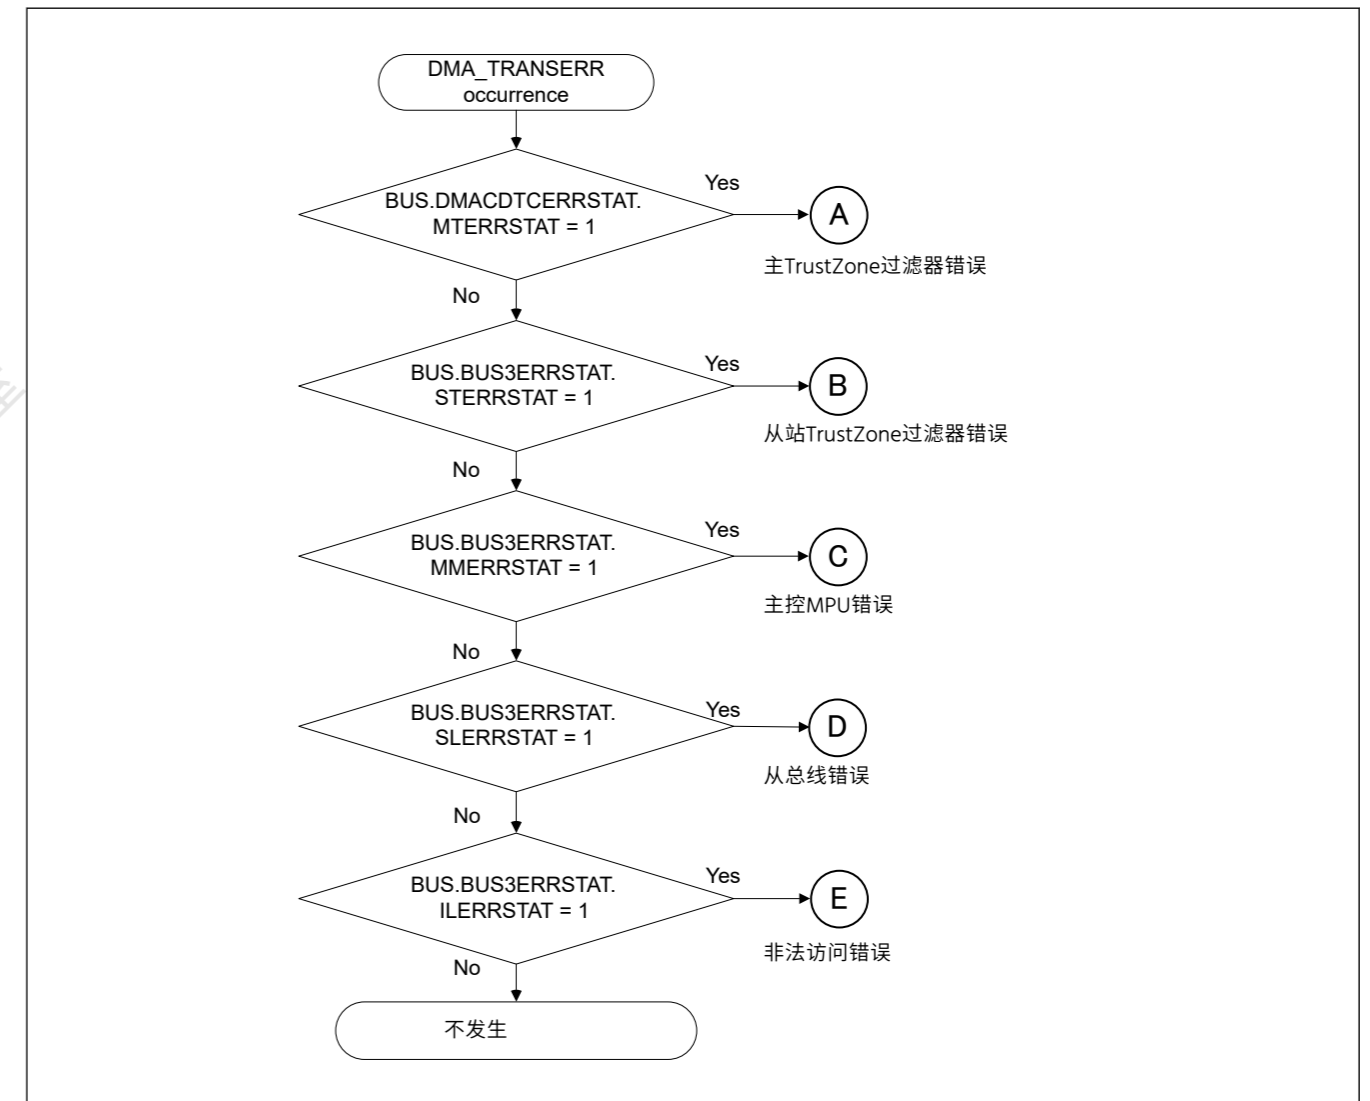 DMA_TRANSERR
occurrence
BUS.DMACDTCERRSTAT.
MTERRSTAT = 1
Yes
A
主TrustZone过滤器错误
No
BUS.BUS3ERRSTAT.
STERRSTAT = 1
Yes
B
从站TrustZone过滤器错误
No
BUS.BUS3ERRSTAT.
MMERRSTAT = 1
Yes
C
主控MPU错误
No
BUS.BUS3ERRSTAT.
SLERRSTAT = 1
Yes
D
从总线错误
No
BUS.BUS3ERRSTAT.
ILERRSTAT = 1
Yes
E
非法访问错误
No
不发生